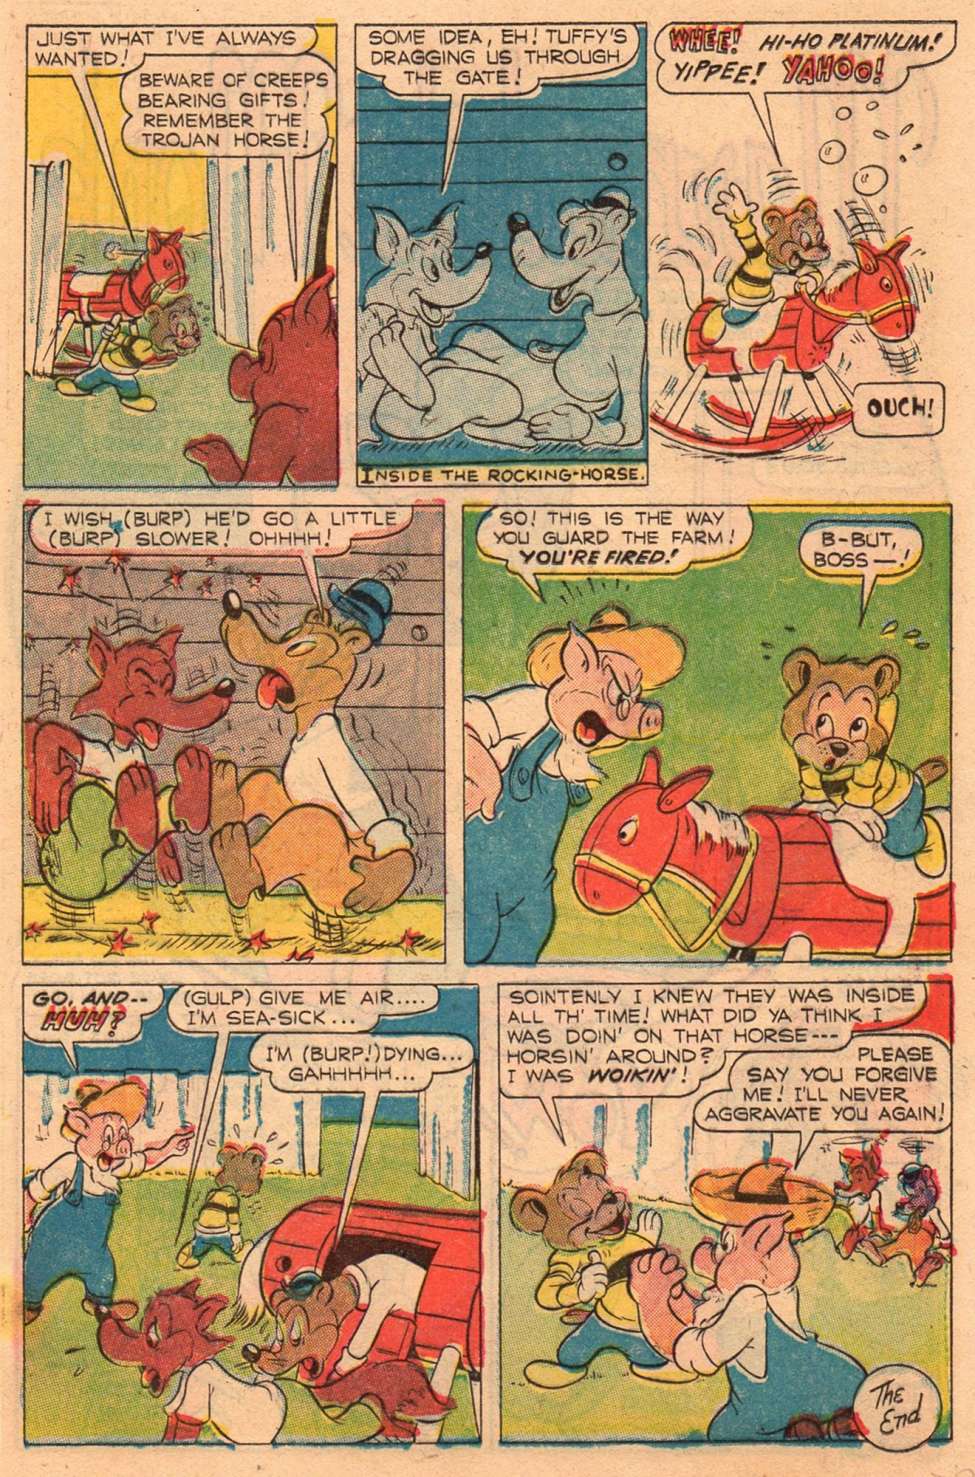 JUST WHAT I'VE ALWAYS
WANTED!
BEWARE OF CREEPS
BEARING GIFTS!
REMEMBER THE
TROJAN HORSE!
SOME IDEA, EH! TUFFY'S
DRAGGING US THROUGH
THE GATE!
INSIDE THE ROCKING-HORSE.
WHEE! HI-HO PLATINUM!
YIPPEE! YAHOO!
OUCH!
I WISH (BURP) HE'D GO A LITTLE
(BURP) SLOWER! OHHHH!
SO! THIS IS THE WAY
YOU GUARD THE FARM!
YOU'RE FIRED!
B-BUT,
BOSS—!
GO, AND--
HUH?
(GULP) GIVE ME AIR....
I'M SEA-SICK...
I'M (BURP!) DYING...
GAHHHHH...
SOINTENLY I KNEW THEY WAS INSIDE
ALL TH' TIME! WHAT DID YA THINK I
WAS DOIN' ON THAT HORSE---
HORSIN' AROUND?
I WAS WOIKIN'!
PLEASE
SAY YOU FORGIVE
ME! I'LL NEVER
AGGRAVATE YOU AGAIN!
The
End